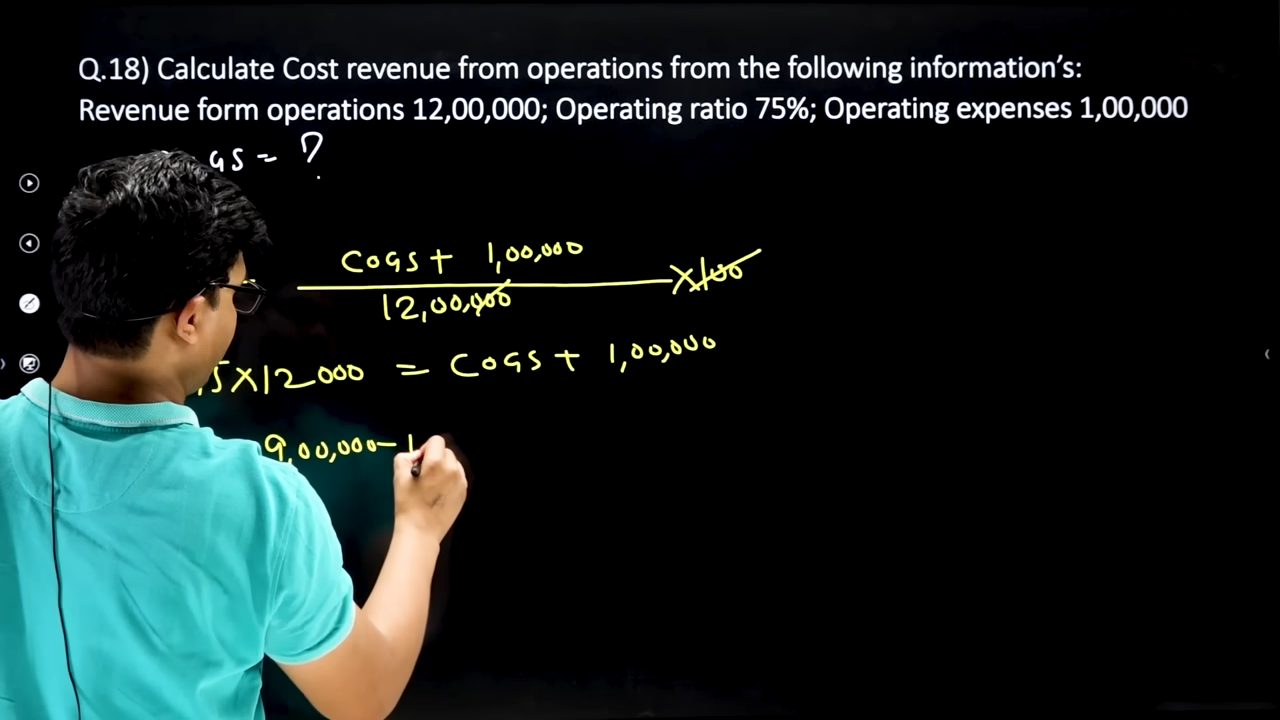 Q.18) Calculate Cost revenue from operations from the following information's:
Revenue form operations 12,00,000; Operating ratio 75%; Operating expenses 1,00,000
GS = ?
COGS + 1,00,000
12,00,000
X100
5X12000 = COGS + 1,00,000
9,00,000-1